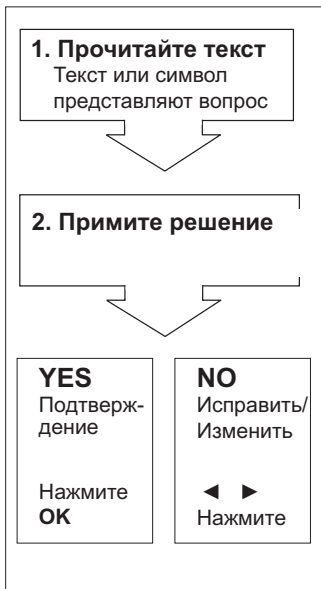 1. Прочитайте текст
Текст или символ
представляют вопрос
2. Примите решение
YES
Подтверж-
дение
Нажмите
OK
NO
Исправить/
Изменить
◄ ►
Нажмите